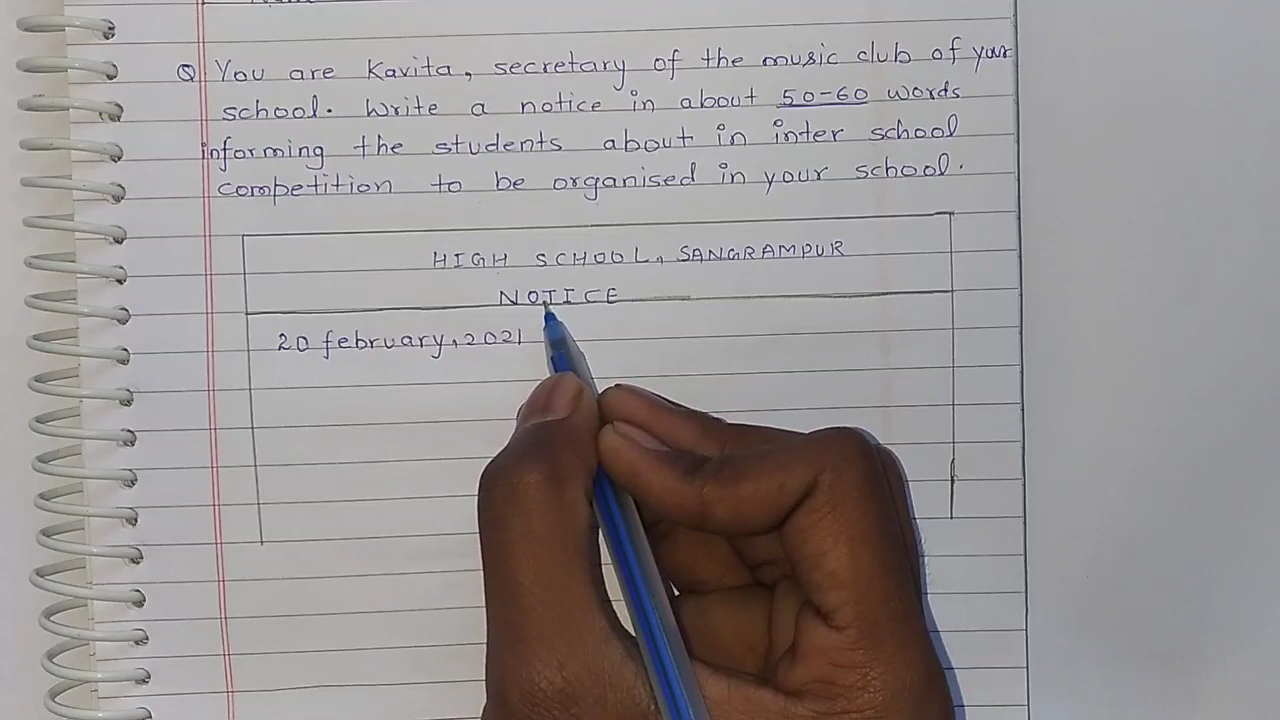 Q You are Kavita, secretary of the music club of your
school. Write a notice in about 50-60 words
informing the students about in inter school
competition to be organised in your school.
HIGH SCHOOL, SANGRAMPUR
NOTICE
20 february, 2021